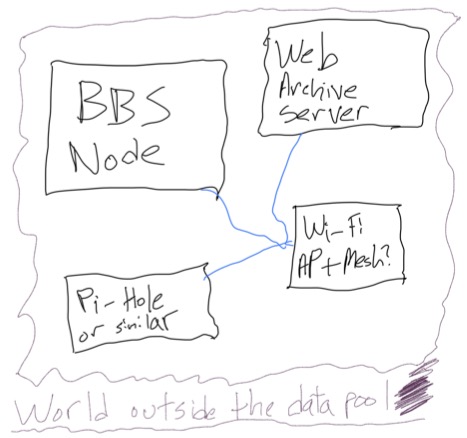 BBS
Node
Web
Archive
Server
Wi-Fi
AP+Mesh?
Pi-Hole
or similar
World outside the data pool